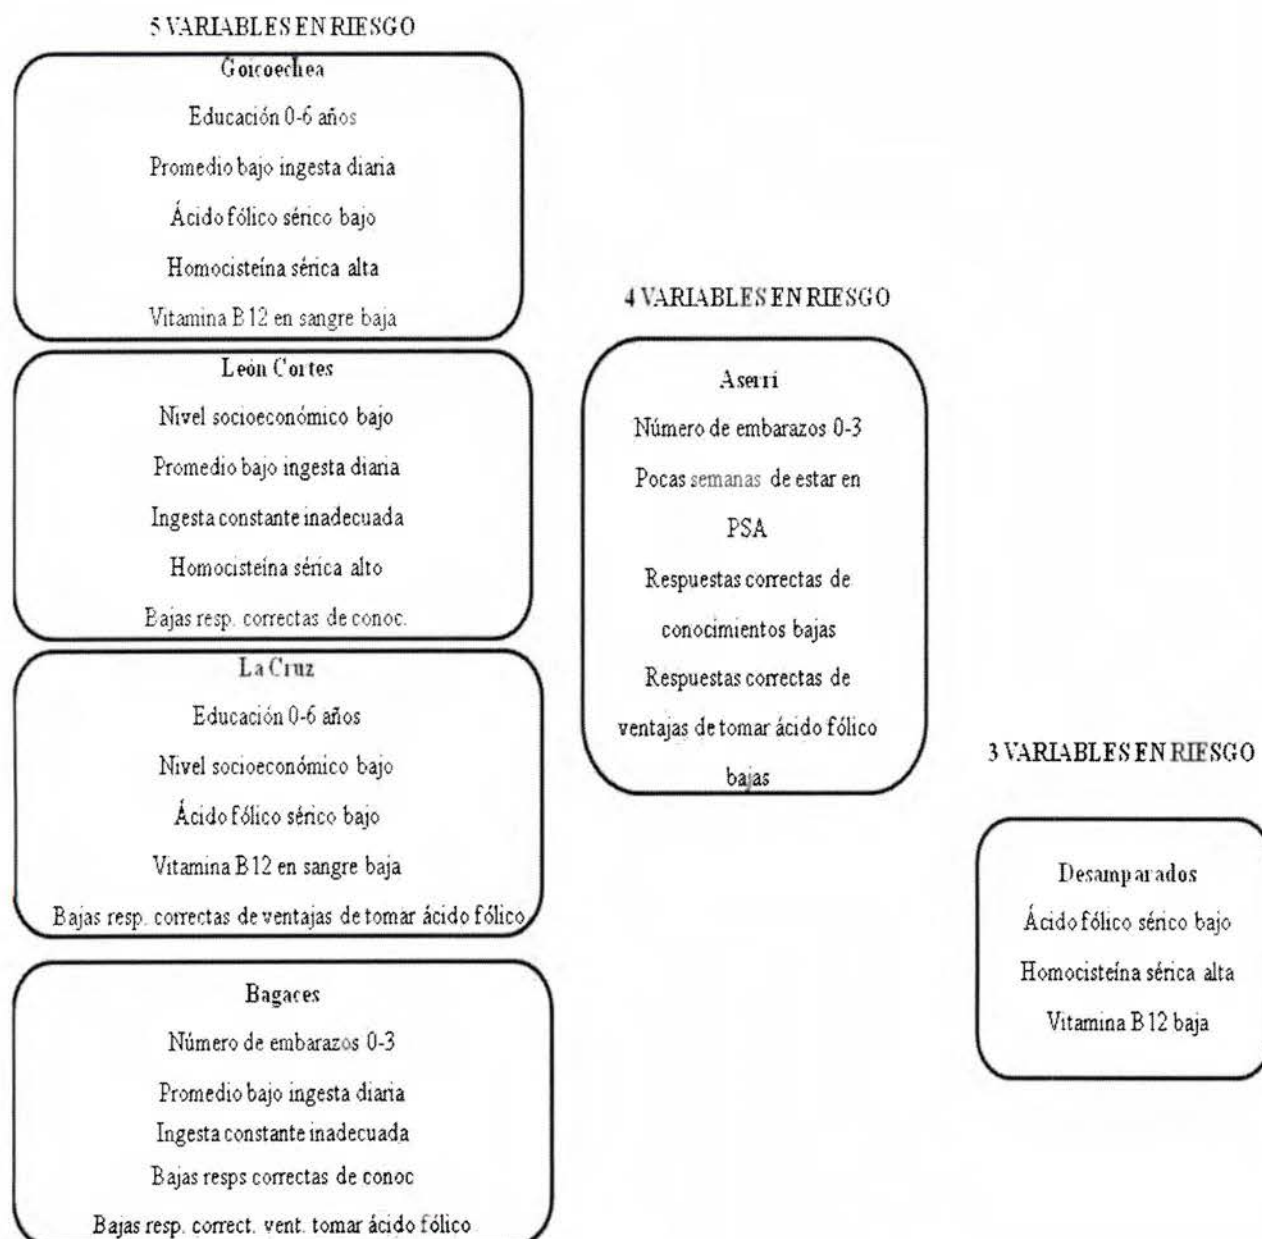 5 VARIABLES EN RIESGO
Goicoechea
Educación 0-6 años
Promedio bajo ingesta diaria
Ácido fólico sérico bajo
Homocisteína sérica alta
Vitamina B12 en sangre baja
León Cortes
Nivel socioeconómico bajo
Promedio bajo ingesta diaria
Ingesta constante inadecuada
Homocisteína sérica alto
Bajas resp. correctas de conoc.
La Cruz
Educación 0-6 años
Nivel socioeconómico bajo
Ácido fólico sérico bajo
Vitamina B12 en sangre baja
Bajas resp. correctas de ventajas de tomar ácido fólico
Bagaces
Número de embarazos 0-3
Promedio bajo ingesta diaria
Ingesta constante inadecuada
Bajas resps correctas de conoc
Bajas resp. correct. vent. tomar ácido fólico
4 VARIABLES EN RIESGO
Aserri
Número de embarazos 0-3
Pocas semanas de estar en
PSA
Respuestas correctas de
conocimientos bajas
Respuestas correctas de
ventajas de tomar ácido fólico
bajas
3 VARIABLES EN RIESGO
Desamparados
Ácido fólico sérico bajo
Homocisteína sérica alta
Vitamina B12 baja